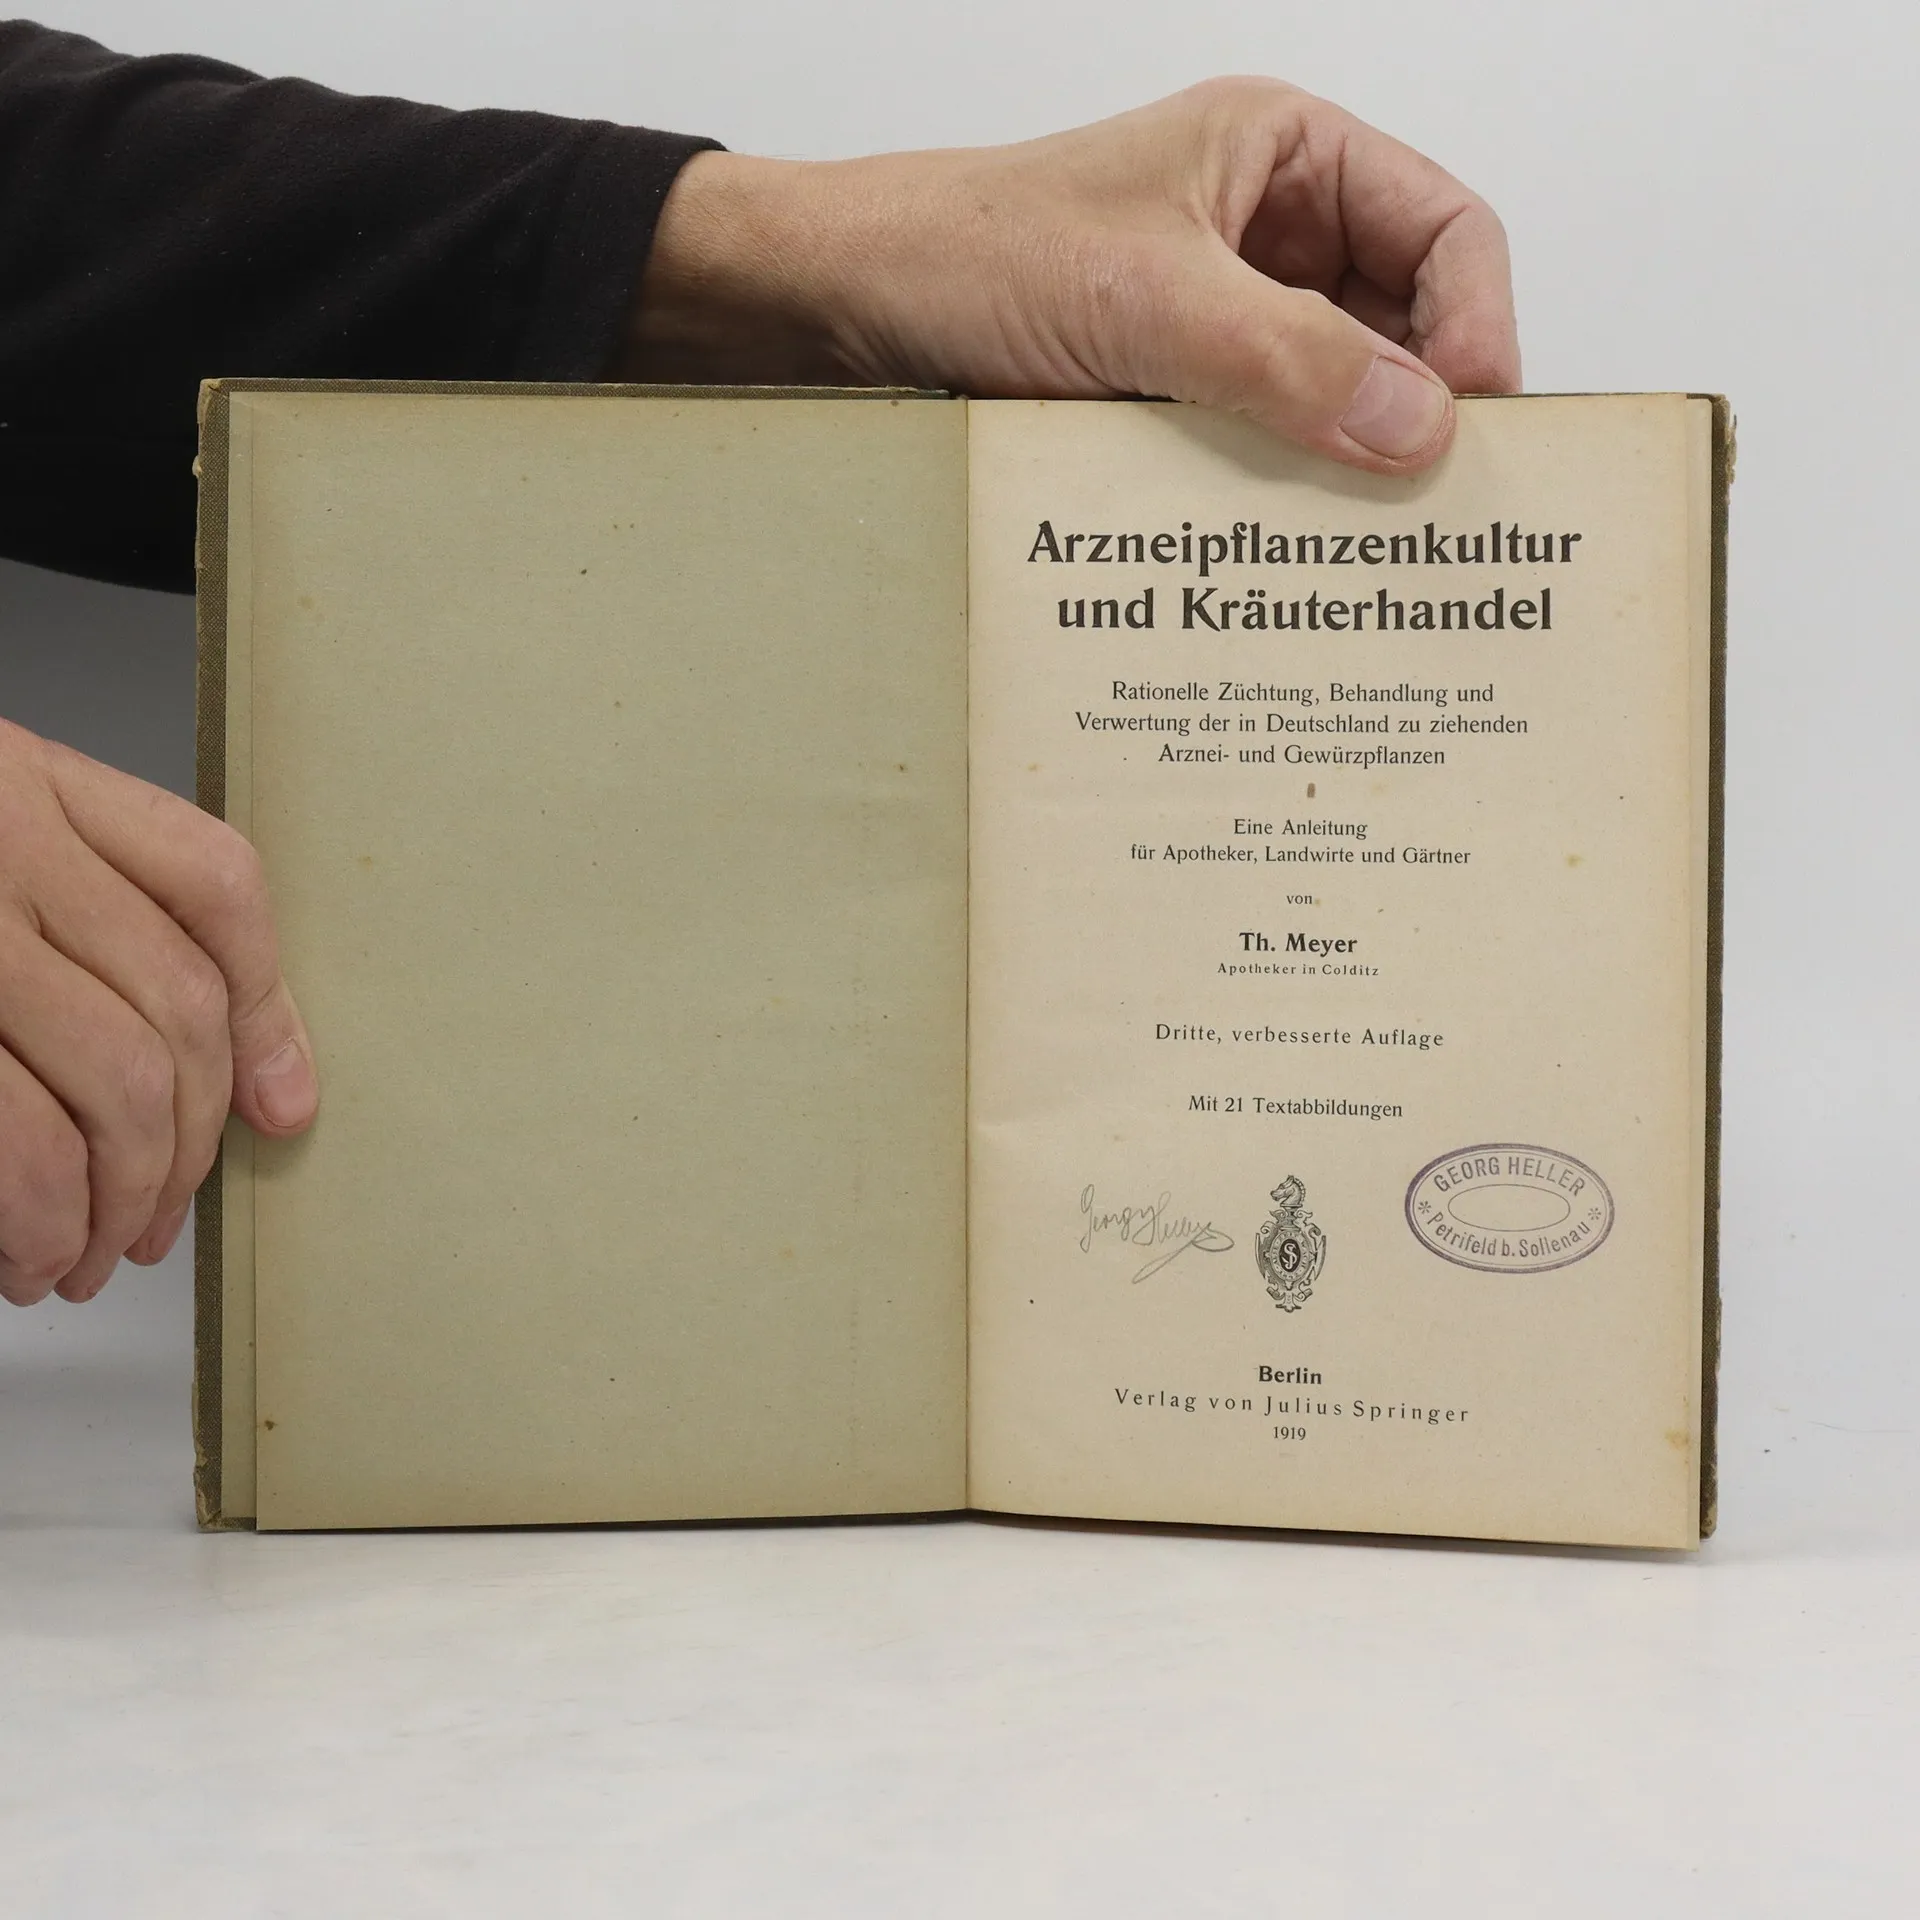 Arzneipflanzenkultur
und Kräuterhandel
Rationelle Züchtung, Behandlung und
Verwertung der in Deutschland zu ziehenden
Arznei- und Gewürzpflanzen
Eine Anleitung
für Apotheker, Landwirte und Gärtner
von
Th. Meyer
Apotheker in Colditz
Dritte, verbesserte Auflage
Mit 21 Textabbildungen
Georg Heller
GEORG HELLER
* Petrifeld b. Sollenau *
Berlin
Verlag von Julius Springer
1919